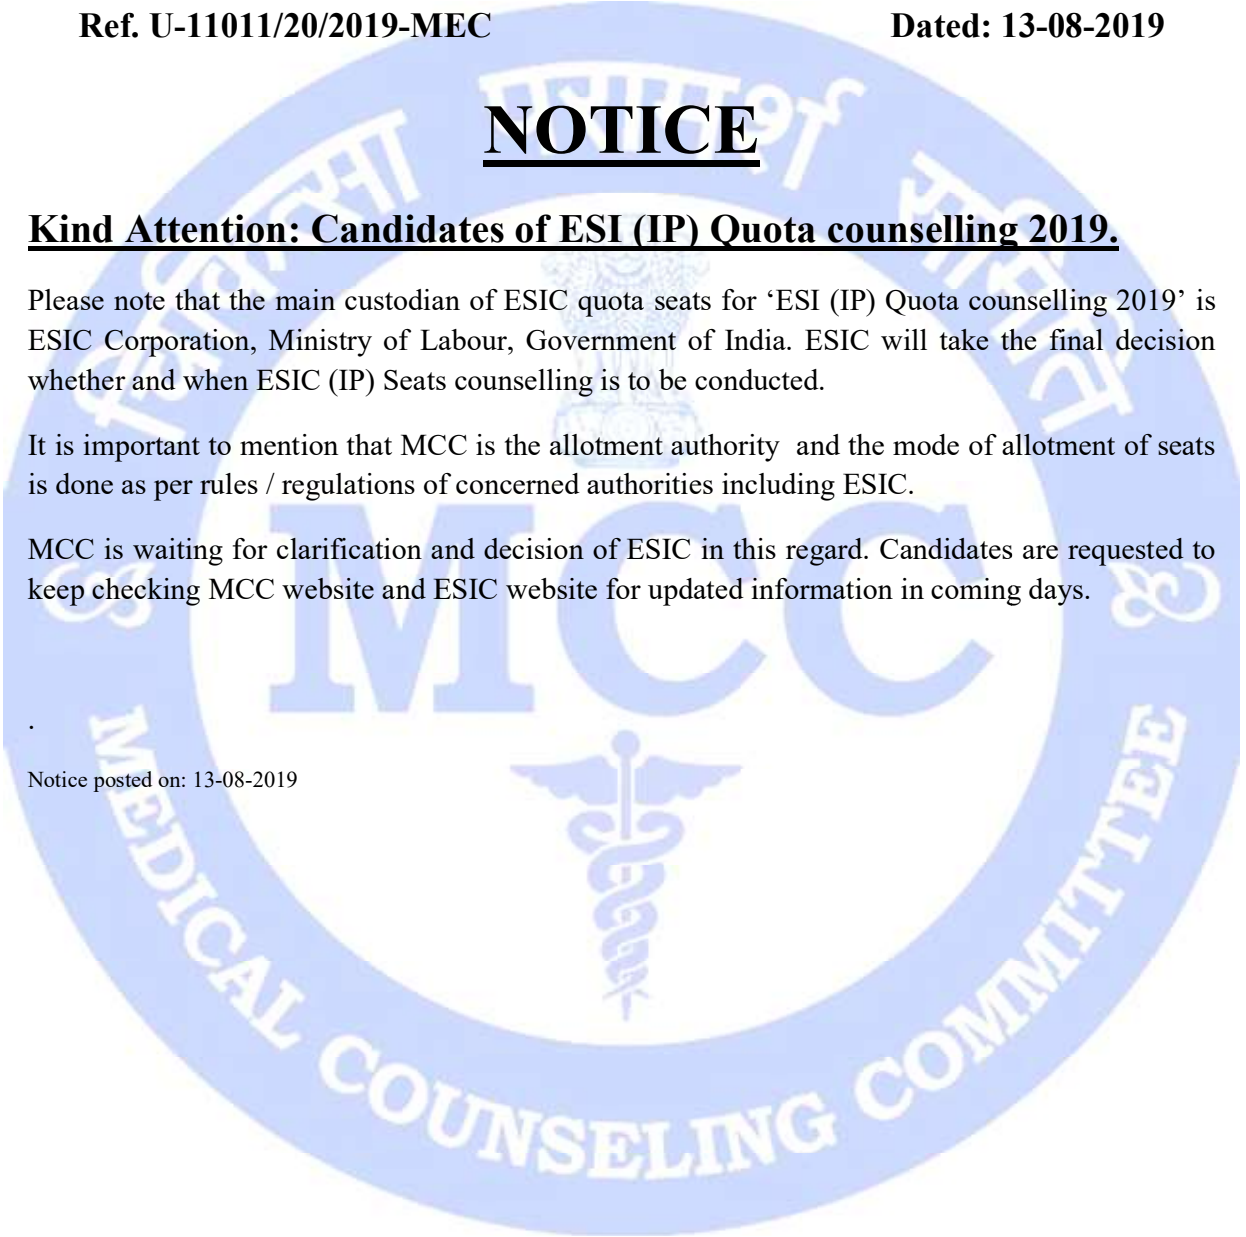 Ref. U-11011/20/2019-MEC Dated: 13-08-2019
NOTICE
Kind Attention: Candidates of ESI (IP) Quota counselling 2019.
Please note that the main custodian of ESIC quota seats for ‘ESI (IP) Quota counselling 2019’ is
ESIC Corporation, Ministry of Labour, Government of India. ESIC will take the final decision
whether and when ESIC (IP) Seats counselling is to be conducted.
It is important to mention that MCC is the allotment authority and the mode of allotment of seats
is done as per rules / regulations of concerned authorities including ESIC.
MCC is waiting for clarification and decision of ESIC in this regard. Candidates are requested to
keep checking MCC website and ESIC website for updated information in coming days.
.
Notice posted on: 13-08-2019
चिकित्सा परामर्श समिति
MCC
MEDICAL COUNSELING COMMITTEE